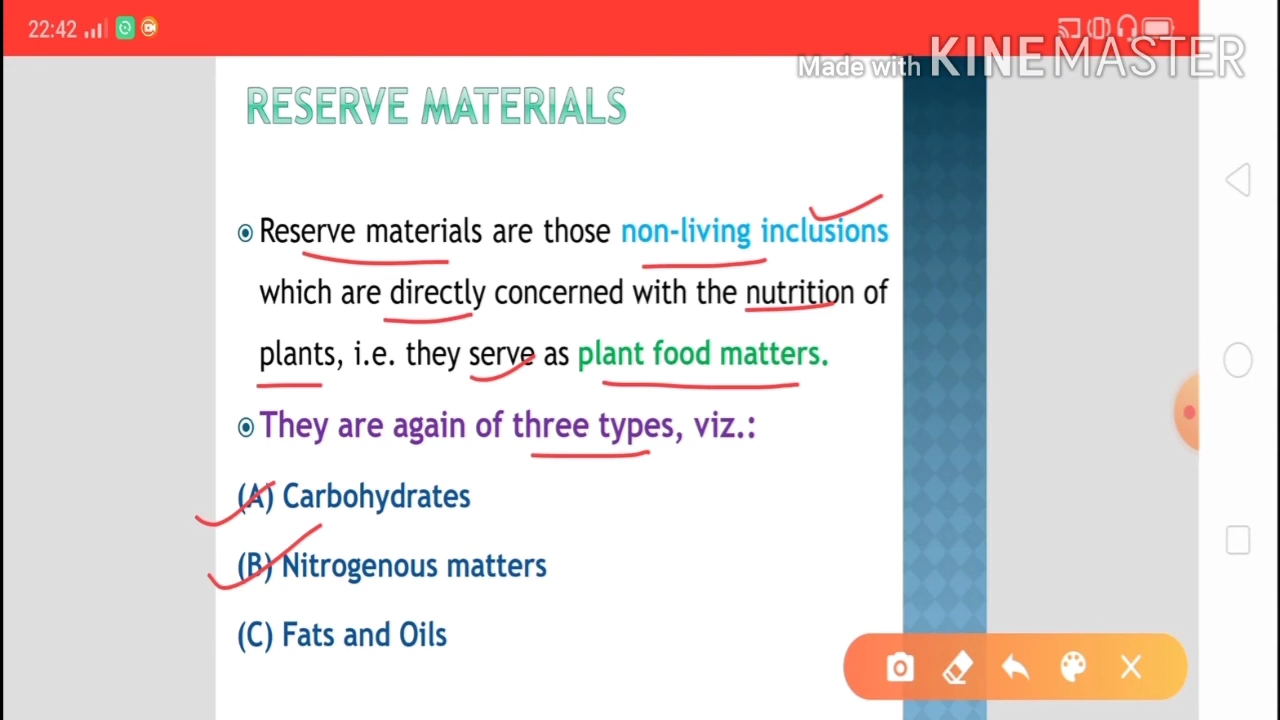 22:42
Made with KINEMASTER
RESERVE MATERIALS
Reserve materials are those non-living inclusions
which are directly concerned with the nutrition of
plants, i.e. they serve as plant food matters.
They are again of three types, viz.:
(A) Carbohydrates
(B) Nitrogenous matters
(C) Fats and Oils